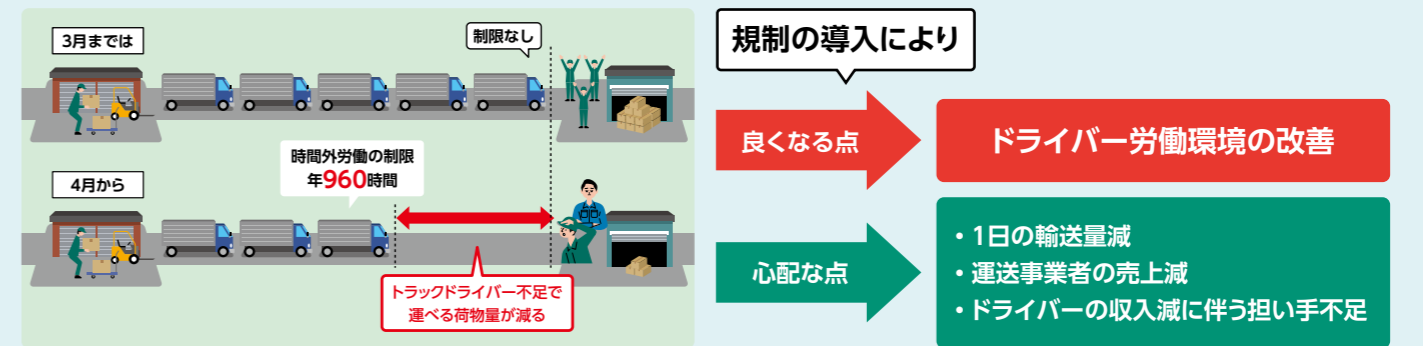 3月までは
制限なし
時間外労働の制限
年960時間
4月から
トラックドライバー不足で
運べる荷物量が減る
規制の導入により
良くなる点
ドライバー労働環境の改善
心配な点
・1日の輸送量減
・運送事業者の売上減
・ドライバーの収入減に伴う担い手不足